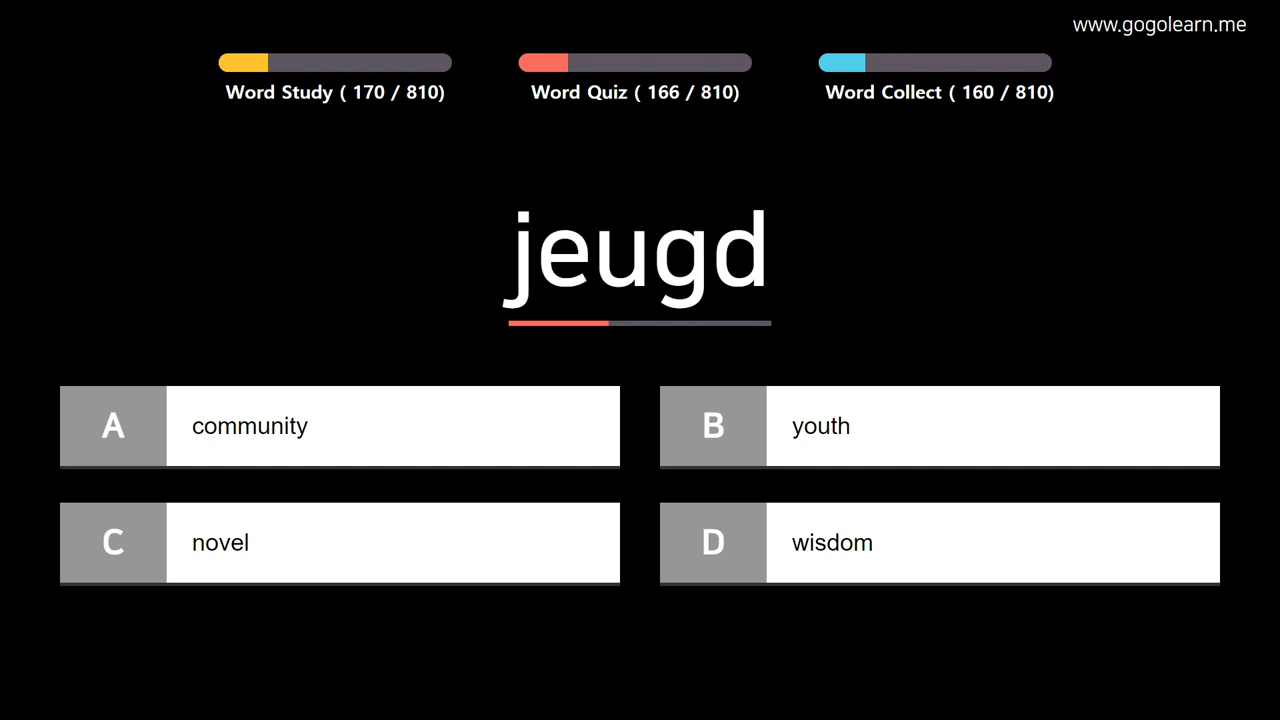 www.gogolearn.me
Word Study ( 170 / 810)
Word Quiz ( 166 / 810)
Word Collect ( 160 / 810)
jeugd
A community
B youth
C novel
D wisdom